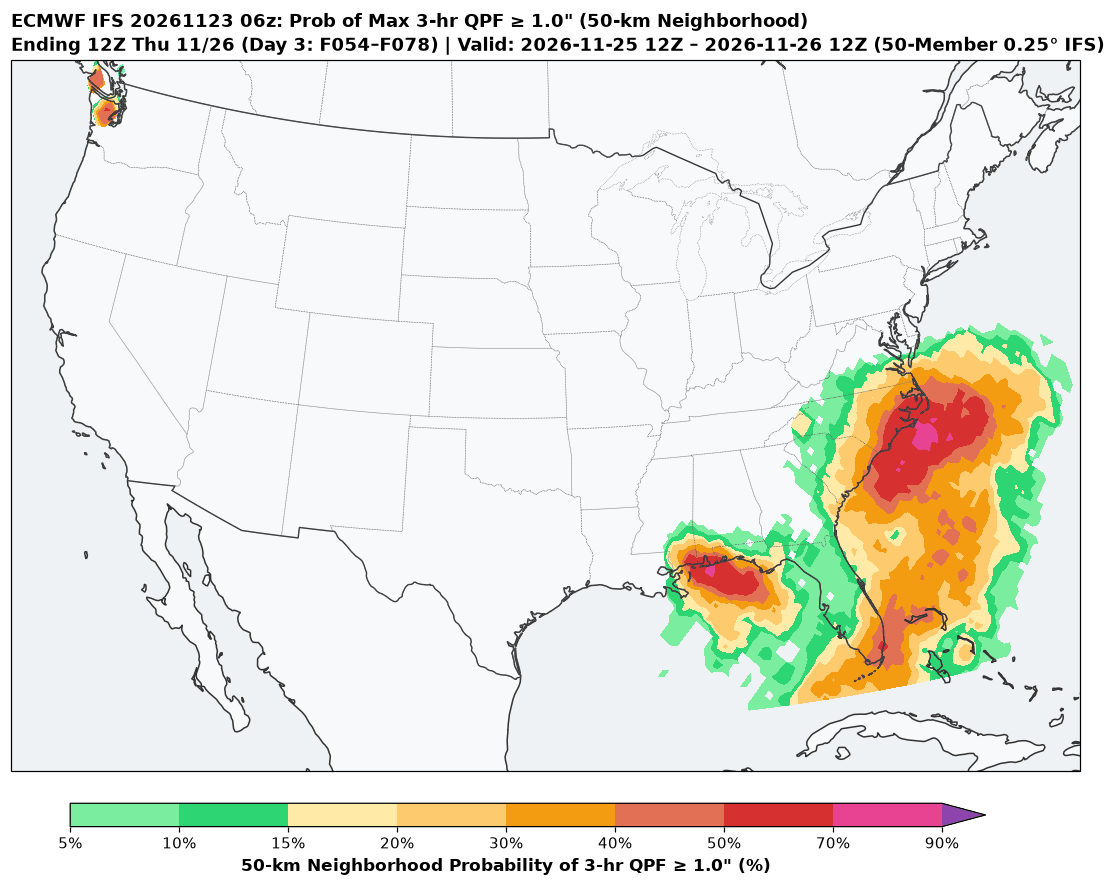 ECMWF IFS 20261123 06z: Prob of Max 3-hr QPF ≥ 1.0" (50-km Neighborhood)
Ending 12Z Thu 11/26 (Day 3: F054–F078) | Valid: 2026-11-25 12Z – 2026-11-26 12Z (50-Member 0.25° IFS)
5% 10% 15% 20% 30% 40% 50% 70% 90%
50-km Neighborhood Probability of 3-hr QPF ≥ 1.0" (%)